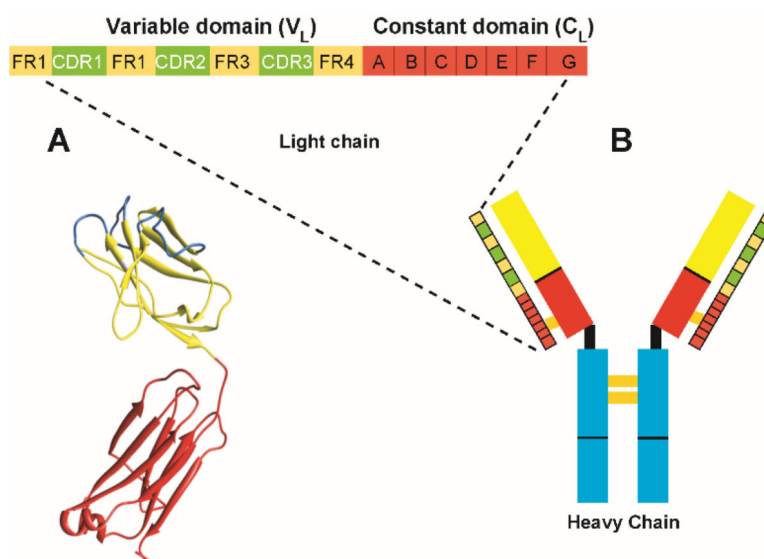 Variable domain (VL) Constant domain (CL)
FR1 CDR1 FR1 CDR2 FR3 CDR3 FR4 A B C D E F G
A Light chain B
Heavy Chain